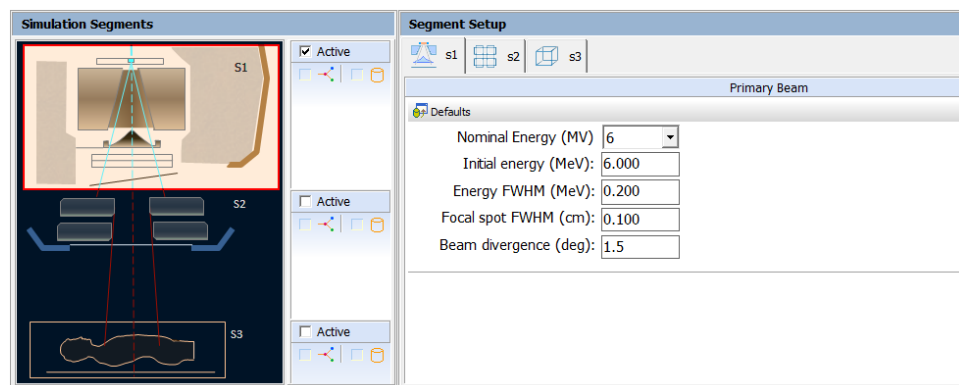 Simulation Segments
S1
Active
S2
Active
S3
Active
Segment Setup
s1 s2 s3
Primary Beam
Defaults
Nominal Energy (MV) 6
Initial energy (MeV): 6.000
Energy FWHM (MeV): 0.200
Focal spot FWHM (cm): 0.100
Beam divergence (deg): 1.5